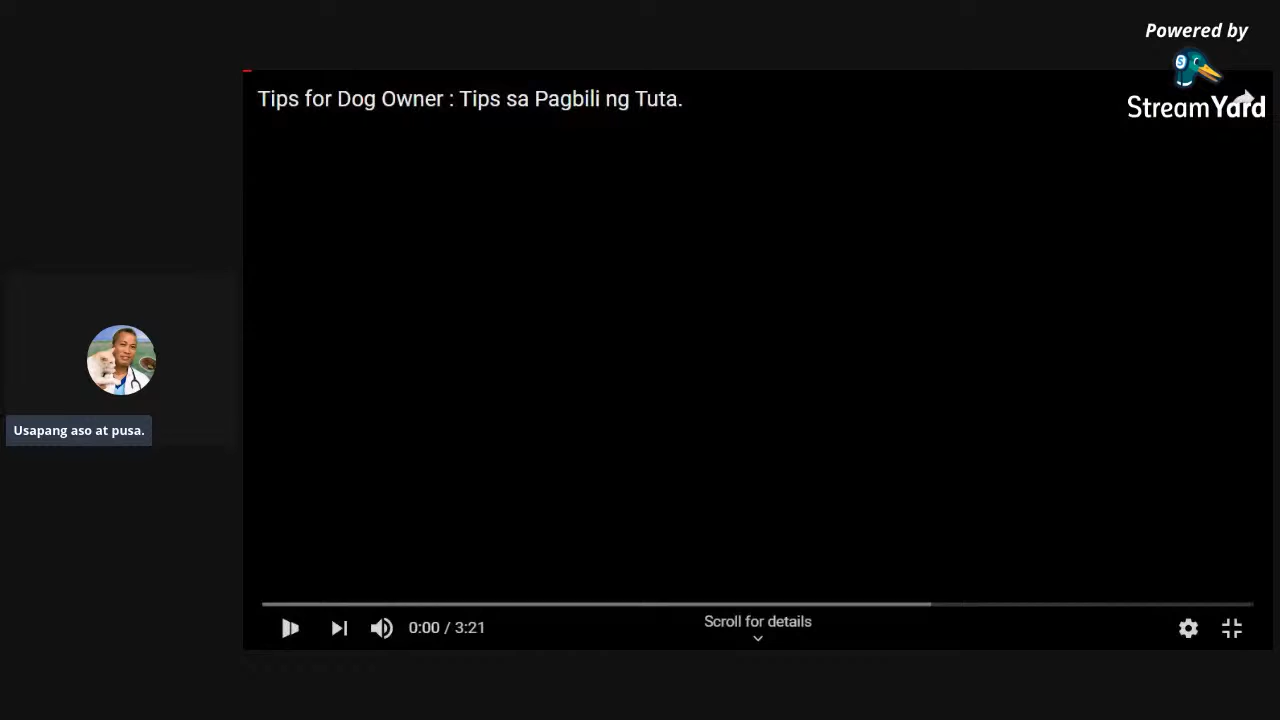 Powered by
StreamYard
Tips for Dog Owner : Tips sa Pagbili ng Tuta.
Usapang aso at pusa.
0:00 / 3:21
Scroll for details